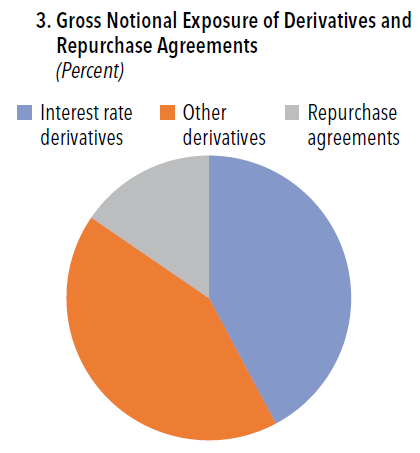 3. Gross Notional Exposure of Derivatives and
Repurchase Agreements
(Percent)
Interest rate
derivatives
Other
derivatives
Repurchase
agreements